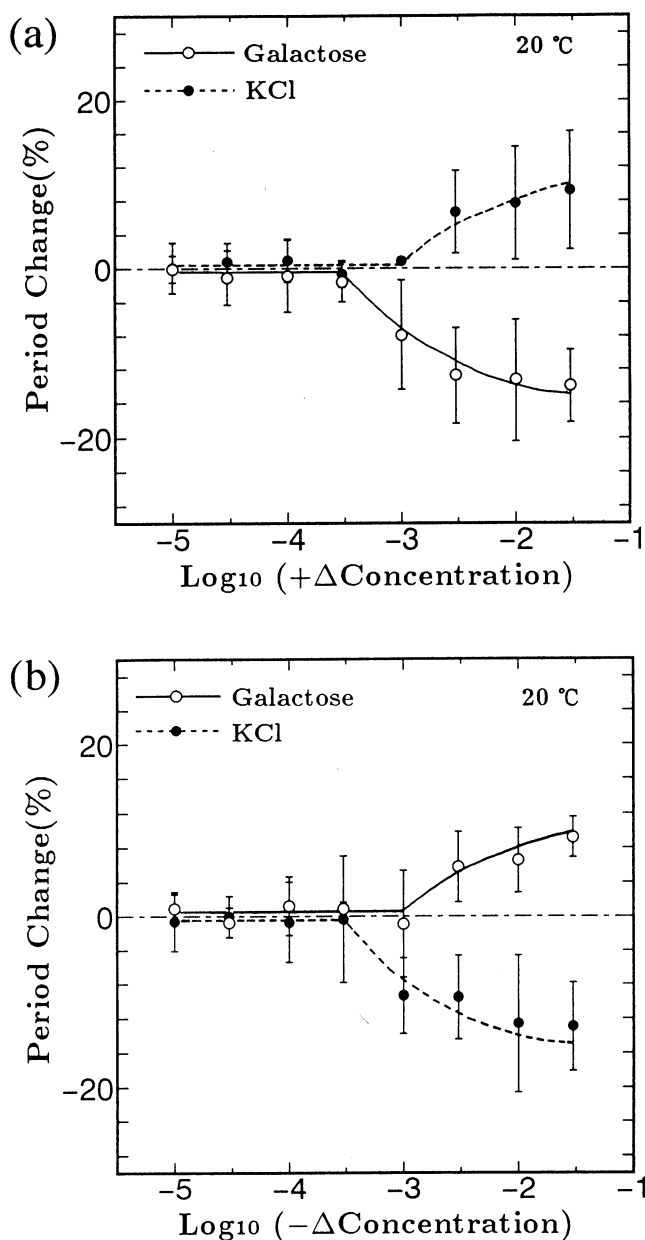 (a)
Galactose
20 ℃
KCl
20
0
−20
Period Change(%)
−5 −4 −3 −2 −1
Log10 (+ΔConcentration)
(b)
Galactose
20 ℃
KCl
20
0
−20
Period Change(%)
−5 −4 −3 −2 −1
Log10 (−ΔConcentration)